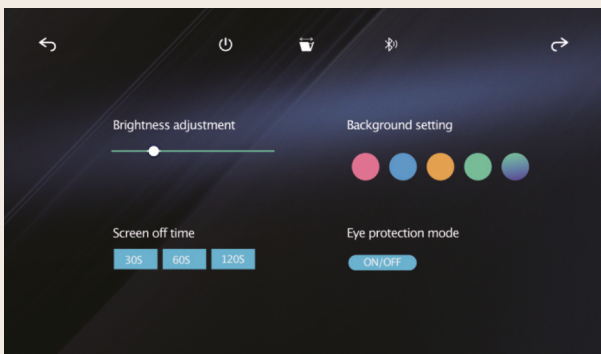 Brightness adjustment
Background setting
Screen off time
30S 60S 120S
Eye protection mode
ON/OFF